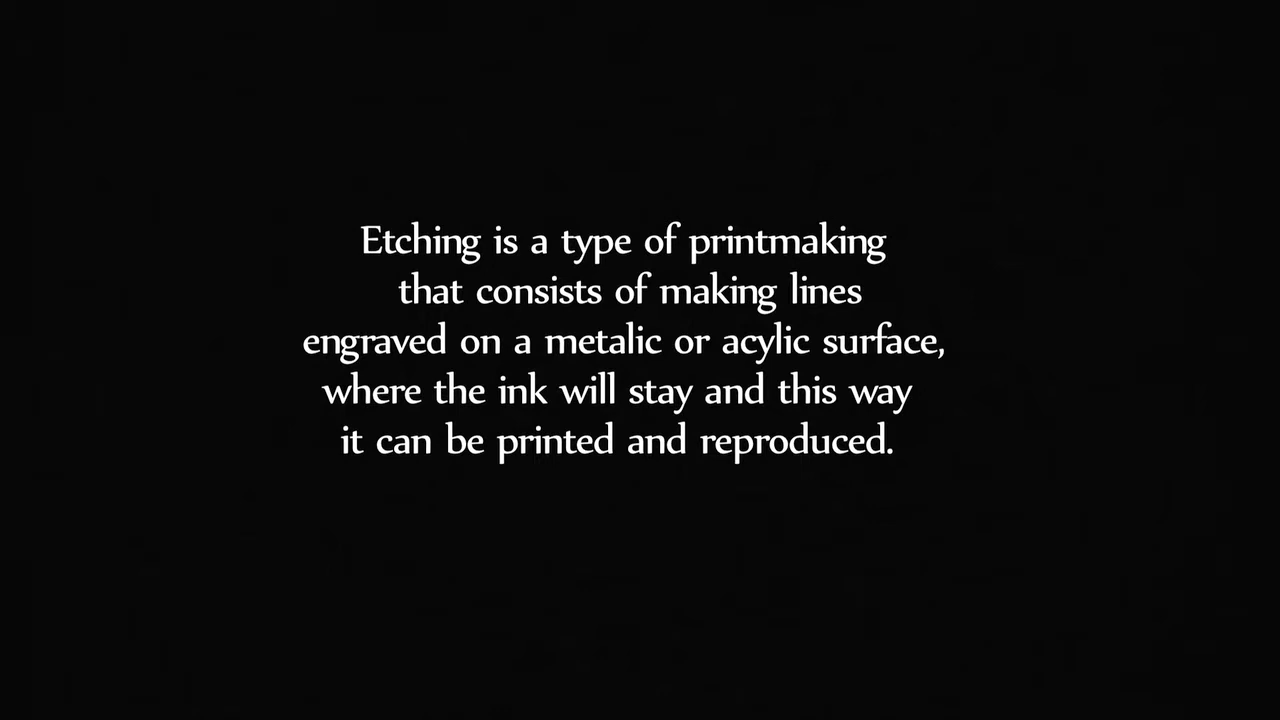 Etching is a type of printmaking
that consists of making lines
engraved on a metalic or acylic surface,
where the ink will stay and this way
it can be printed and reproduced.